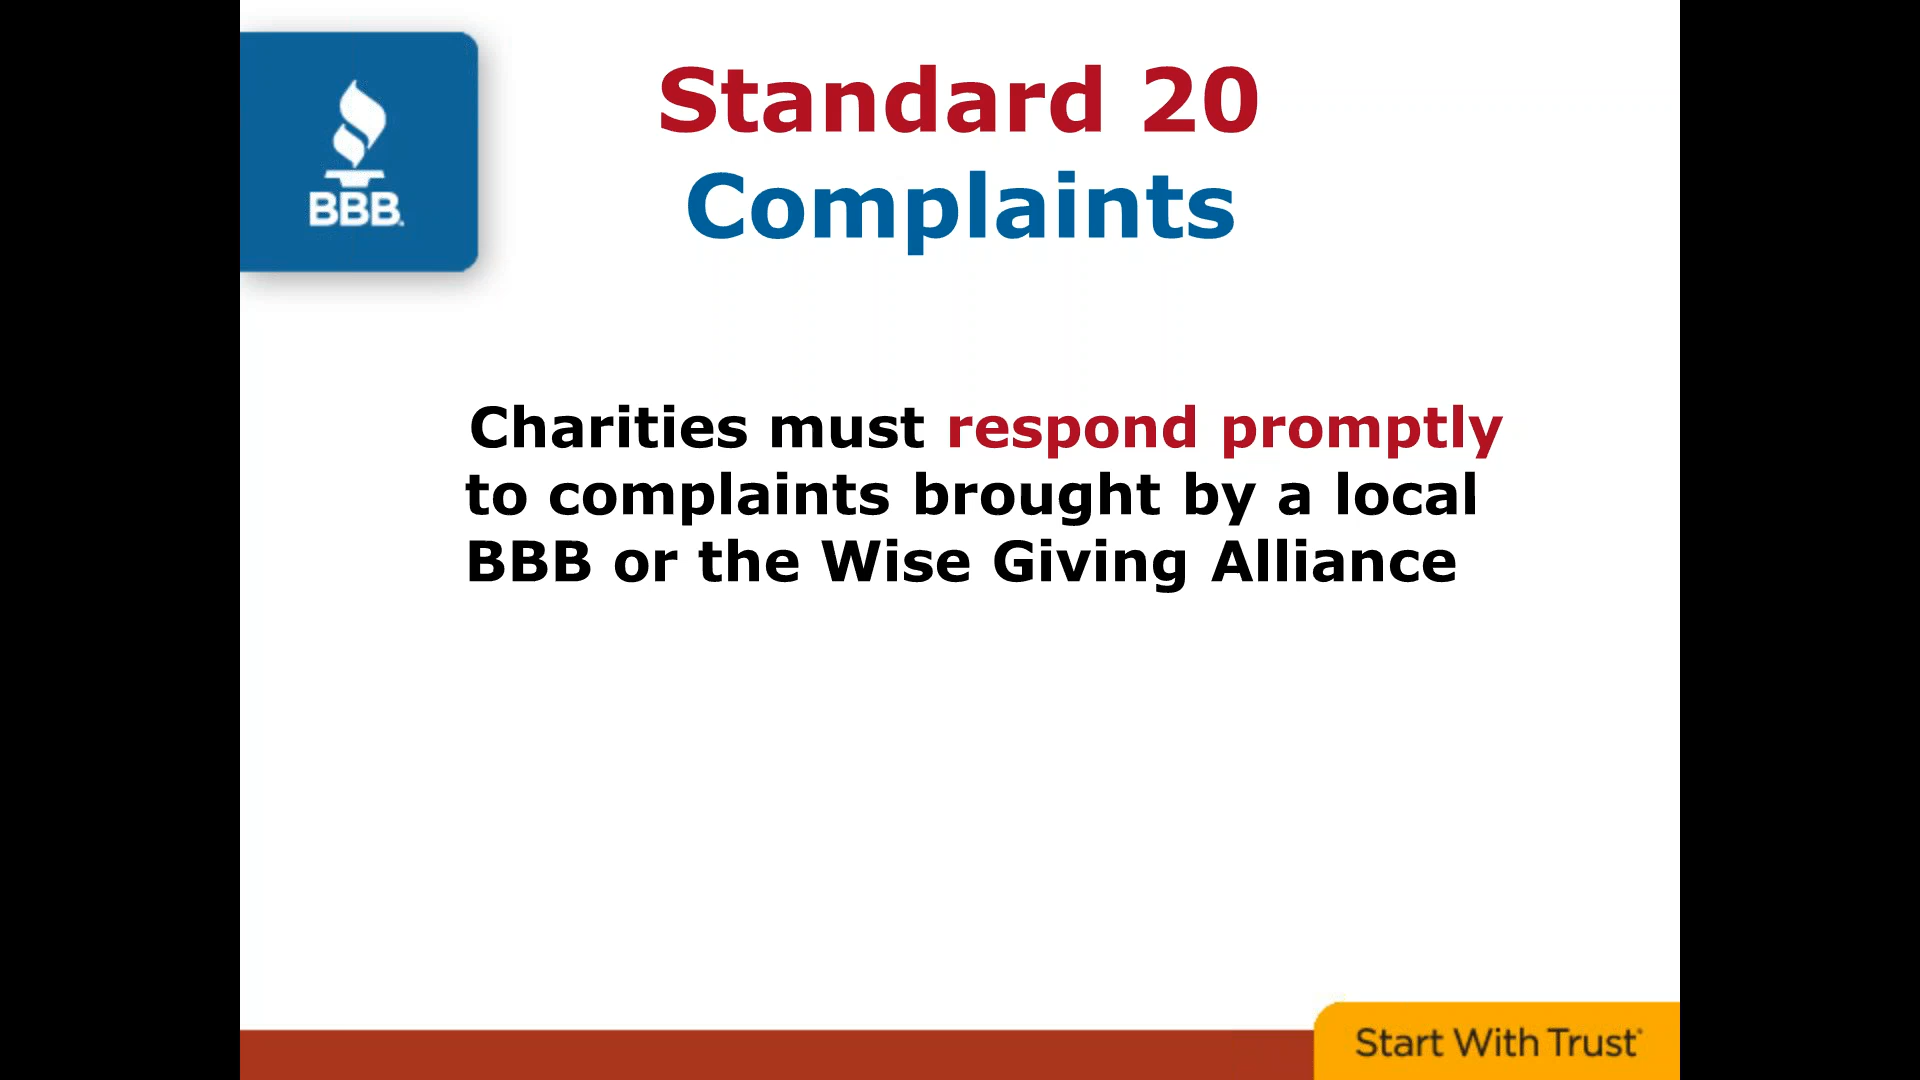 BBB®
Standard 20
Complaints
Charities must respond promptly
to complaints brought by a local
BBB or the Wise Giving Alliance
Start With Trust®